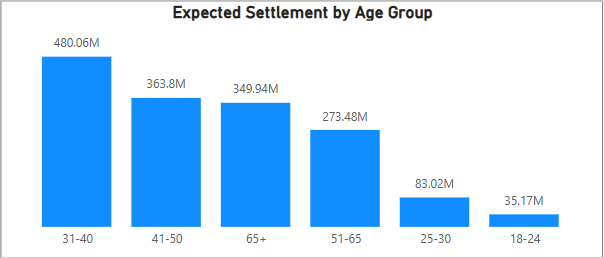 Expected Settlement by Age Group
480.06M
363.8M
349.94M
273.48M
83.02M
35.17M
31-40 41-50 65+ 51-65 25-30 18-24